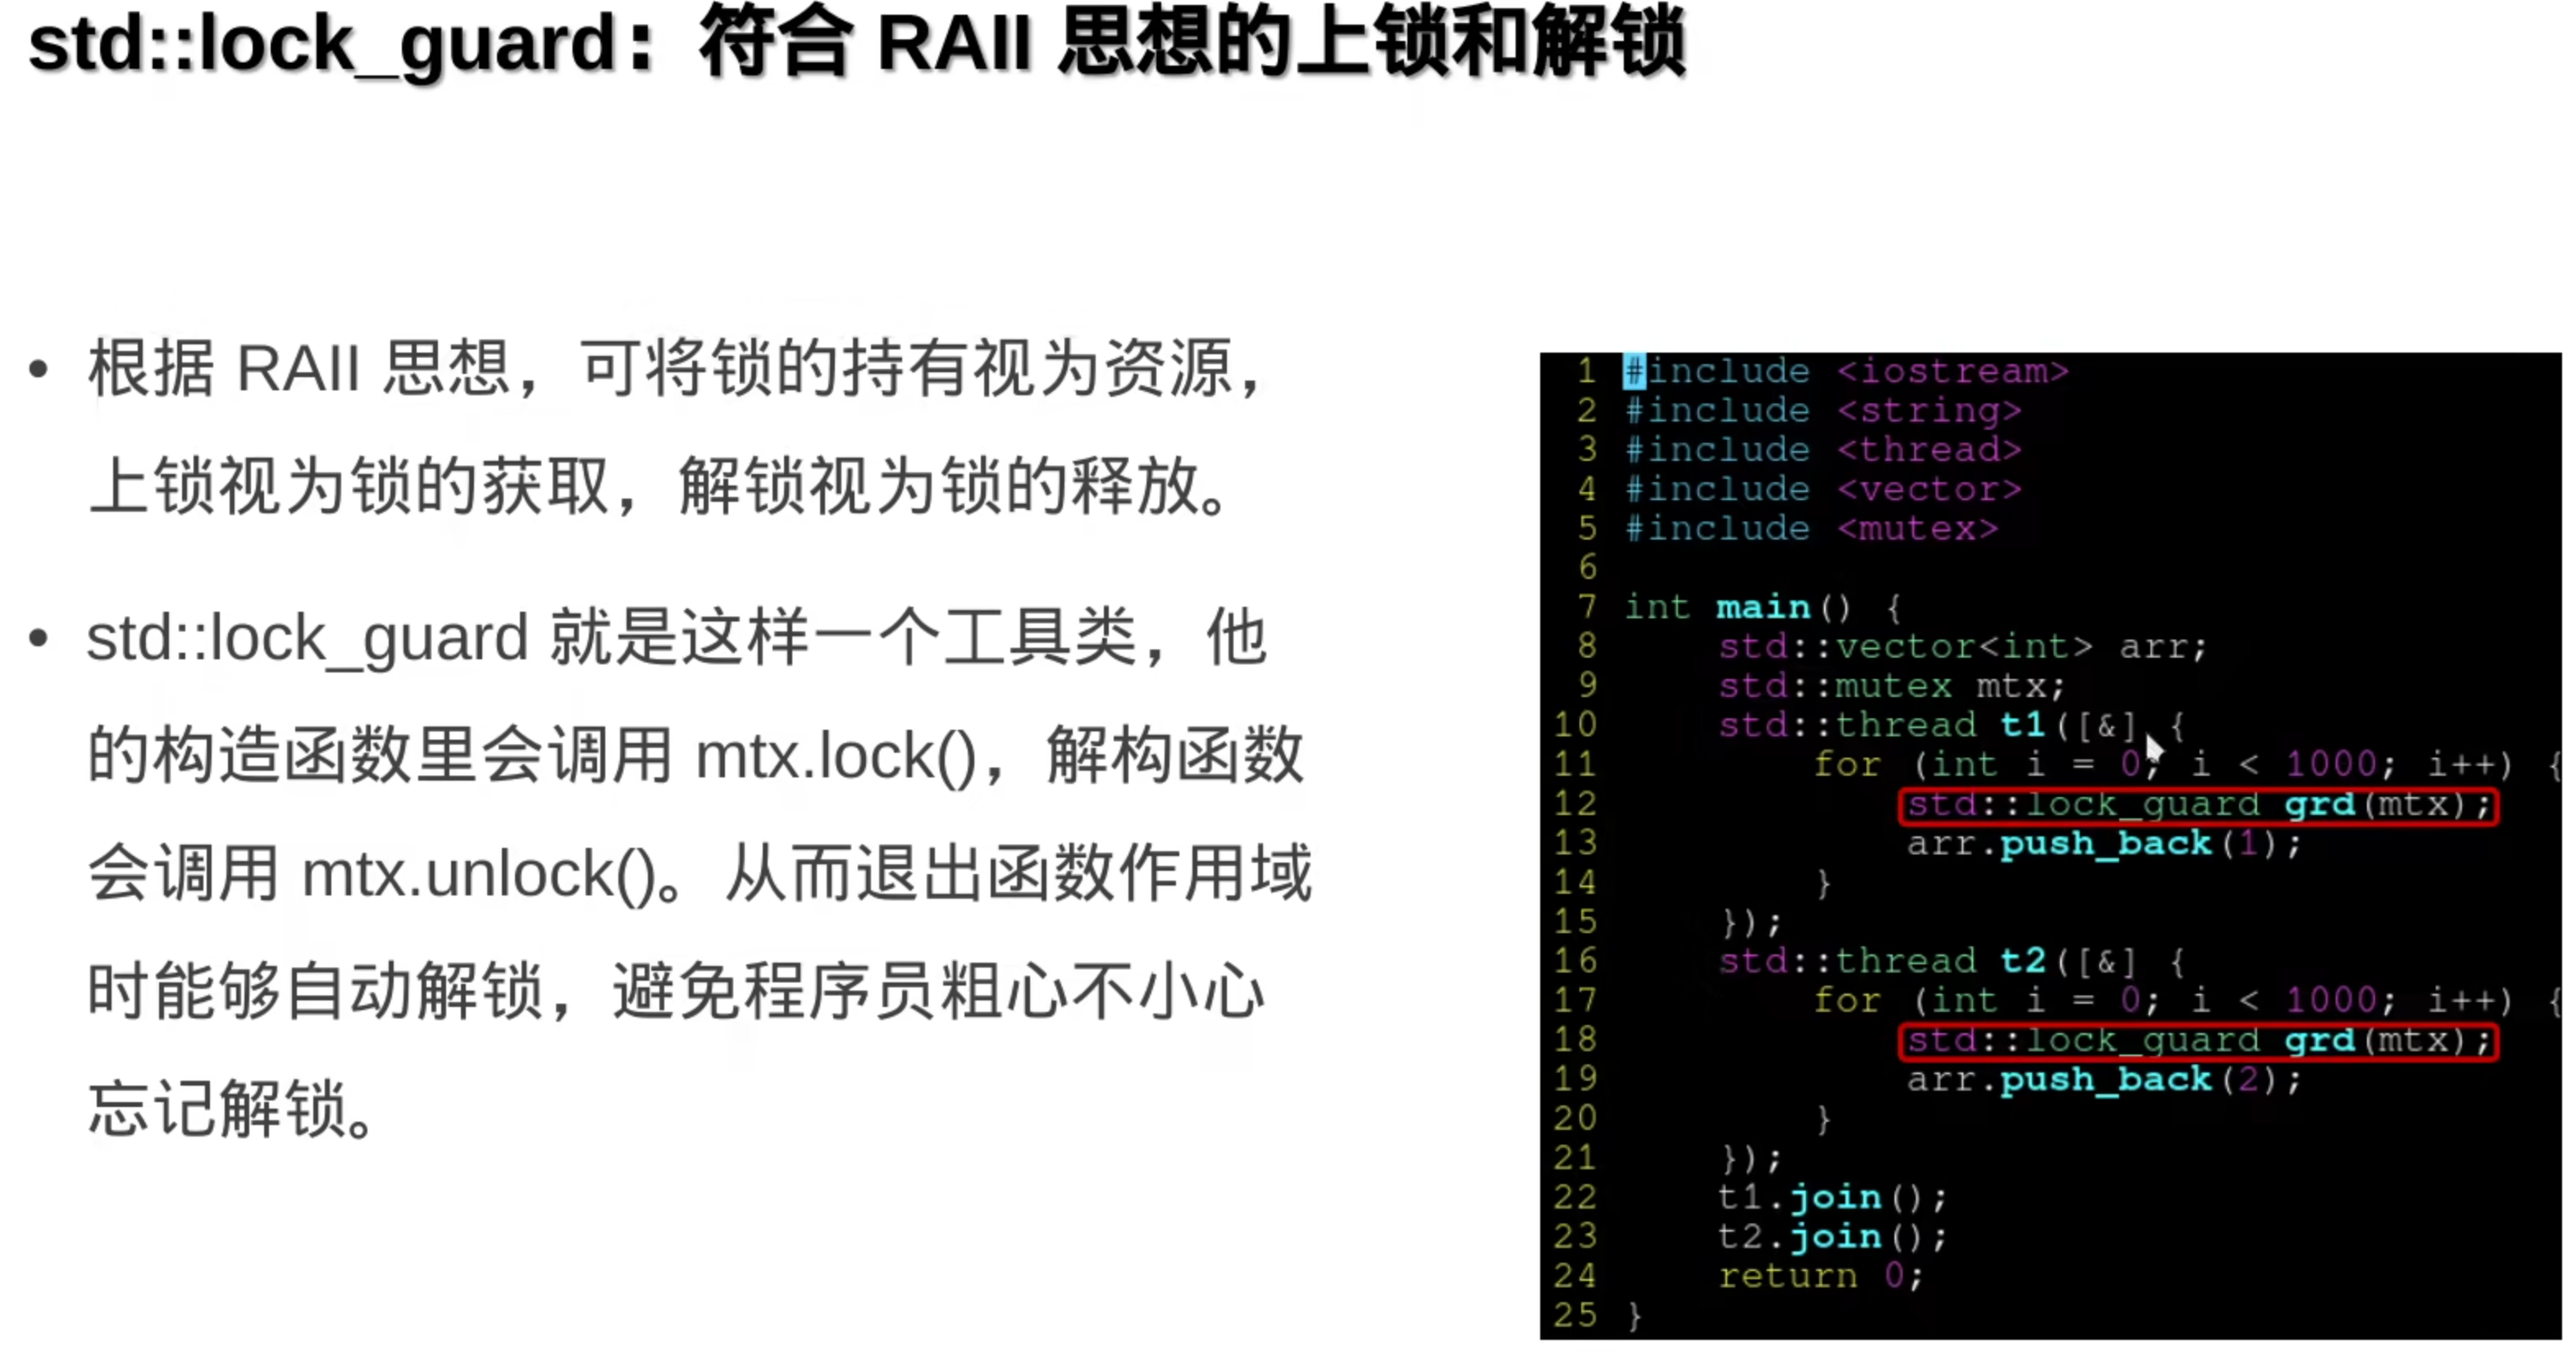 std::lock_guard：符合 RAII 思想的上锁和解锁
• 根据 RAII 思想，可将锁的持有视为资源，
上锁视为锁的获取，解锁视为锁的释放。
• std::lock_guard 就是这样一个工具类，他
的构造函数里会调用 mtx.lock()，解构函数
会调用 mtx.unlock()。从而退出函数作用域
时能够自动解锁，避免程序员粗心不小心
忘记解锁。
1 #include <iostream>
2 #include <string>
3 #include <thread>
4 #include <vector>
5 #include <mutex>
6
7 int main() {
8     std::vector<int> arr;
9     std::mutex mtx;
10     std::thread t1([&] {
11         for (int i = 0; i < 1000; i++) {
12             std::lock_guard grd(mtx);
13             arr.push_back(1);
14         }
15     });
16     std::thread t2([&] {
17         for (int i = 0; i < 1000; i++) {
18             std::lock_guard grd(mtx);
19             arr.push_back(2);
20         }
21     });
22     t1.join();
23     t2.join();
24     return 0;
25 }